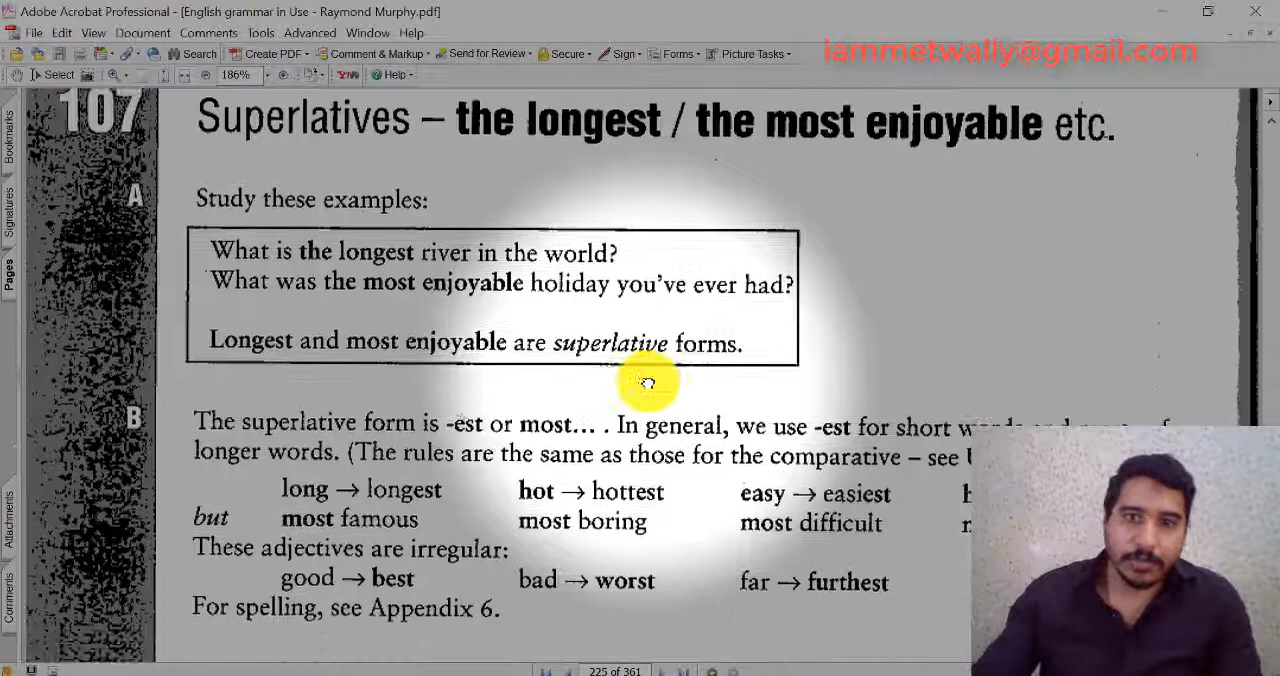 Adobe Acrobat Professional - [English grammar in Use - Raymond Murphy.pdf]
File Edit View Document Comments Tools Advanced Window Help
Search Create PDF Comment & Markup Send for Review Secure Sign Forms Picture Tasks
iammetwally@gmail.com
Select 186% Help
107 Superlatives – the longest / the most enjoyable etc.
A
Study these examples:
What is the longest river in the world?
What was the most enjoyable holiday you've ever had?
Longest and most enjoyable are superlative forms.
B
The superlative form is -est or most... . In general, we use -est for short
longer words. (The rules are the same as those for the comparative – see
long → longest hot → hottest easy → easiest
but most famous most boring most difficult
These adjectives are irregular:
good → best bad → worst far → furthest
For spelling, see Appendix 6.
Bookmarks
Signatures
Pages
Attachments
Comments
225 of 361